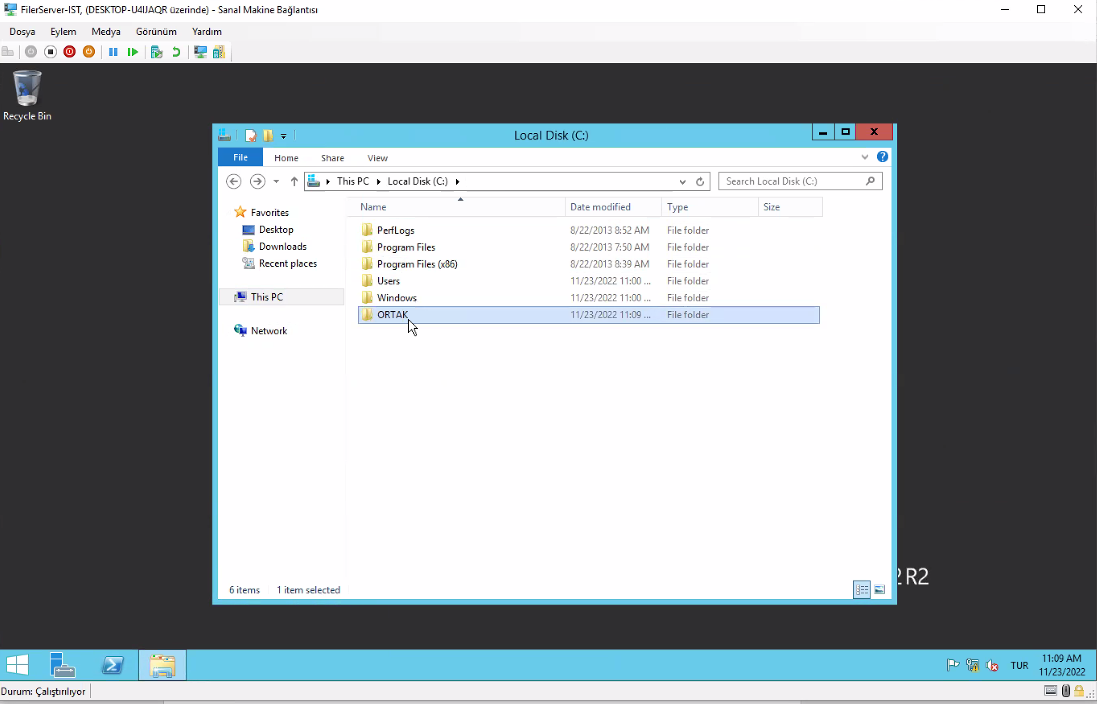 FilerServer-IST, (DESKTOP-U4IJAQR üzerinde) - Sanal Makine Bağlantısı
Dosya Eylem Medya Görünüm Yardım
Recycle Bin
Local Disk (C:)
File Home Share View
This PC Local Disk (C:) Search Local Disk (C:)
Favorites
Desktop
Downloads
Recent places
This PC
Network
Name Date modified Type Size
PerfLogs 8/22/2013 8:52 AM File folder
Program Files 8/22/2013 7:50 AM File folder
Program Files (x86) 8/22/2013 8:39 AM File folder
Users 11/23/2022 11:00 ... File folder
Windows 11/23/2022 11:00 ... File folder
ORTAK 11/23/2022 11:09 ... File folder
6 items 1 item selected
R2
TUR 11:09 AM
11/23/2022
Durum: Çalıştırılıyor